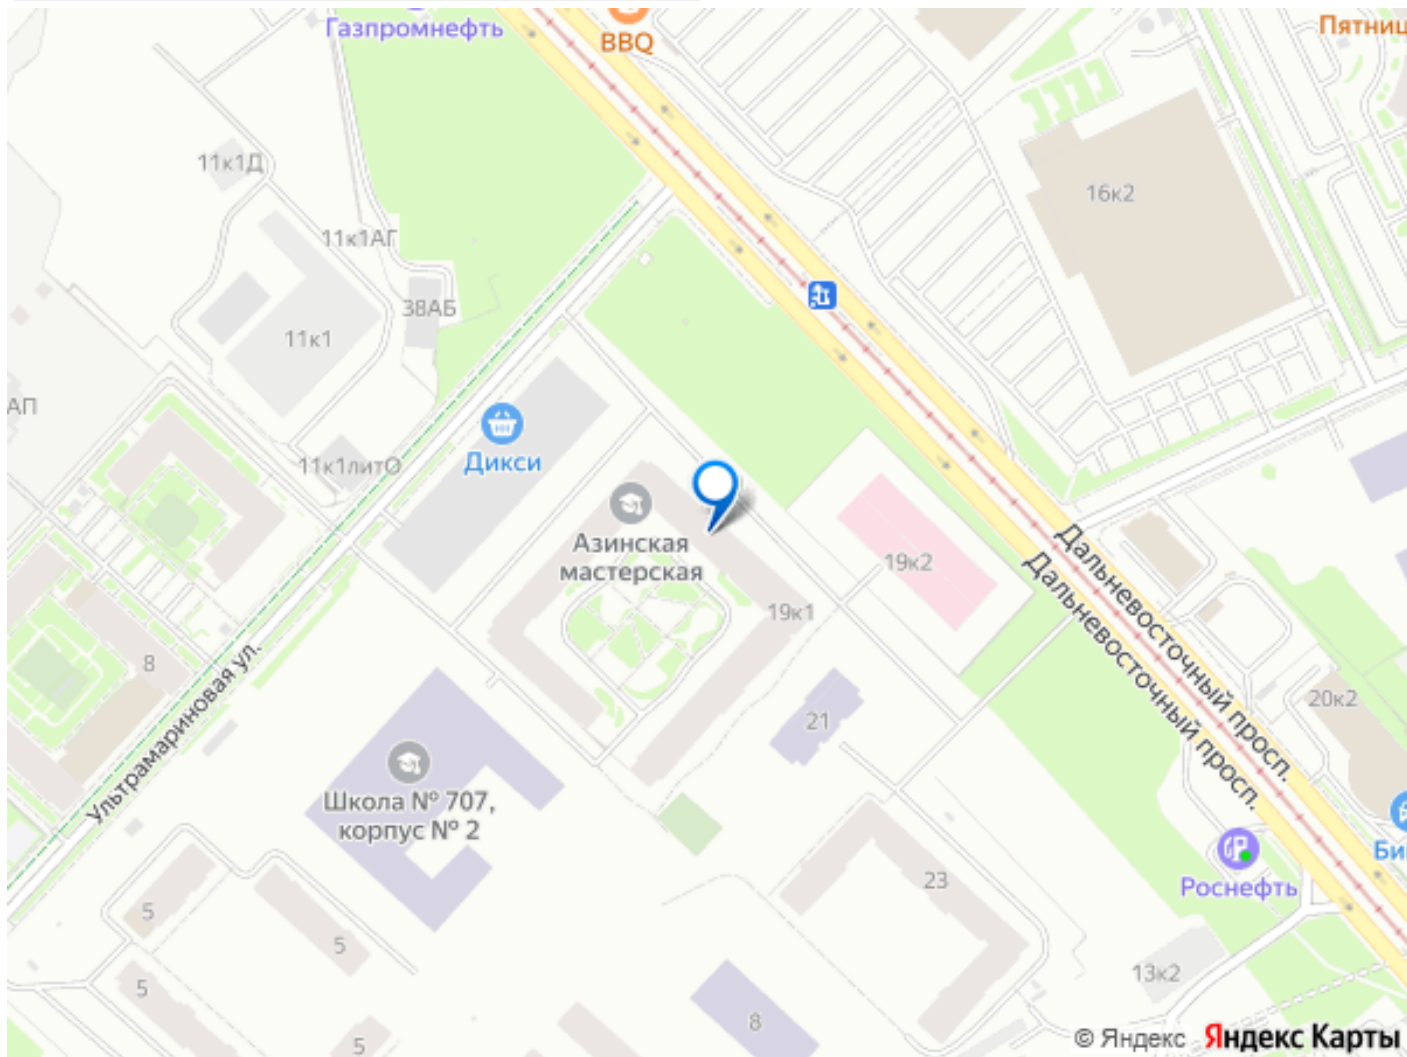 Газпромнефть
BBQ
Пятниц
11к1Д
16к2
11к1АГ
38АБ
11к1
АП
Дикси
11к1литО
Азинская
мастерская
19к2
Дальневосточный просп.
Дальневосточный просп.
19к1
8
Ультрамариновая ул.
20к2
21
Школа № 707,
корпус № 2
Би
Роснефть
23
5
5
13к2
5
8
5
© Яндекс Яндекс Карты